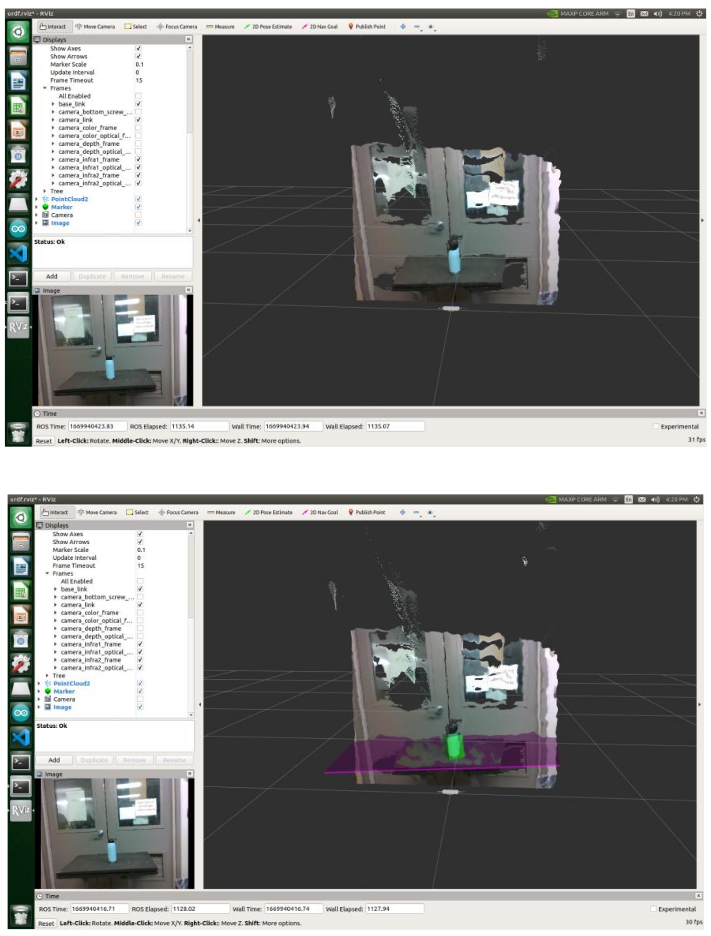 urdf.rviz* - RViz
MAXP CORE ARM
En
4:20 PM
Interact
Move Camera
Select
Focus Camera
Measure
2D Pose Estimate
2D Nav Goal
Publish Point
Displays
Show Axes
Show Arrows
Marker Scale 0.1
Update Interval 0
Frame Timeout 15
Frames
All Enabled
base_link
camera_bottom_screw_...
camera_link
camera_color_frame
camera_color_optical_f...
camera_depth_frame
camera_depth_optical_...
camera_infra1_frame
camera_infra1_optical_...
camera_infra2_frame
camera_infra2_optical_...
Tree
PointCloud2
Marker
Camera
Image
Status: Ok
Add
Duplicate
Remove
Rename
Image
RViz
Time
ROS Time: 1669940423.83
ROS Elapsed: 1135.14
Wall Time: 1669940423.94
Wall Elapsed: 1135.07
Experimental
Reset Left-Click: Rotate. Middle-Click: Move X/Y. Right-Click: Move Z. Shift: More options.
31 fps
urdf.rviz* - RViz
MAXP CORE ARM
En
4:20 PM
Interact
Move Camera
Select
Focus Camera
Measure
2D Pose Estimate
2D Nav Goal
Publish Point
Displays
Show Axes
Show Arrows
Marker Scale 0.1
Update Interval 0
Frame Timeout 15
Frames
All Enabled
base_link
camera_bottom_screw_...
camera_link
camera_color_frame
camera_color_optical_f...
camera_depth_frame
camera_depth_optical_...
camera_infra1_frame
camera_infra1_optical_...
camera_infra2_frame
camera_infra2_optical_...
Tree
PointCloud2
Marker
Camera
Image
Status: Ok
Add
Duplicate
Remove
Rename
Image
RViz
Time
ROS Time: 1669940416.71
ROS Elapsed: 1128.02
Wall Time: 1669940416.74
Wall Elapsed: 1127.94
Experimental
Reset Left-Click: Rotate. Middle-Click: Move X/Y. Right-Click: Move Z. Shift: More options.
30 fps